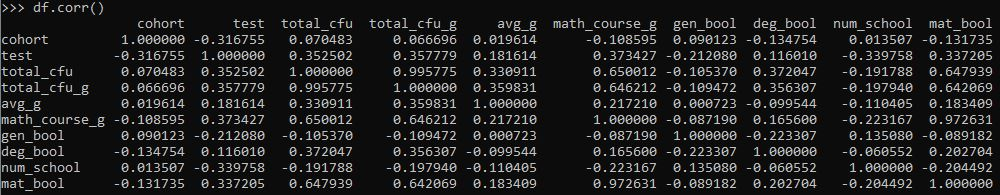 >>> df.corr()
cohort test total_cfu total_cfu_g avg_g math_course_g gen_bool deg_bool num_school mat_bool
cohort 1.000000 -0.316755 0.070483 0.066696 0.019614 -0.108595 0.090123 -0.134754 0.013507 -0.131735
test -0.316755 1.000000 0.352502 0.357779 0.181614 0.373427 -0.212080 0.116010 -0.339758 0.337205
total_cfu 0.070483 0.352502 1.000000 0.995775 0.330911 0.650012 -0.105370 0.372047 -0.191788 0.647939
total_cfu_g 0.066696 0.357779 0.995775 1.000000 0.359831 0.646212 -0.109472 0.356307 -0.197940 0.642069
avg_g 0.019614 0.181614 0.330911 0.359831 1.000000 0.217210 0.000723 -0.099544 -0.110405 0.183409
math_course_g -0.108595 0.373427 0.650012 0.646212 0.217210 1.000000 -0.087190 0.165600 -0.223167 0.972631
gen_bool 0.090123 -0.212080 -0.105370 -0.109472 0.000723 -0.087190 1.000000 -0.223307 0.135080 -0.089182
deg_bool -0.134754 0.116010 0.372047 0.356307 -0.099544 0.165600 -0.223307 1.000000 -0.060552 0.202704
num_school 0.013507 -0.339758 -0.191788 -0.197940 -0.110405 -0.223167 0.135080 -0.060552 1.000000 -0.204492
mat_bool -0.131735 0.337205 0.647939 0.642069 0.183409 0.972631 -0.089182 0.202704 -0.204492 1.000000